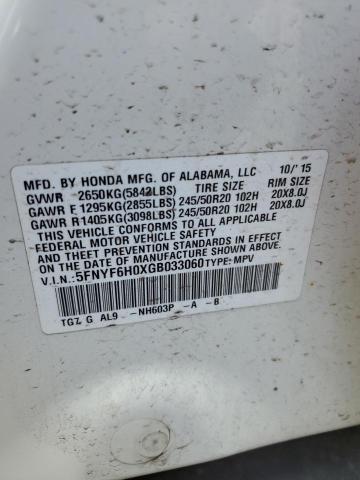 MFD. BY HONDA MFG. OF ALABAMA, LLC 10/'15
GVWR 2650KG(5842LBS) TIRE SIZE RIM SIZE
GAWR F 1295KG(2855LBS) 245/50R20 102H 20X8.0J
GAWR R 1405KG(3098LBS) 245/50R20 102H 20X8.0J
THIS VEHICLE CONFORMS TO ALL APPLICABLE
FEDERAL MOTOR VEHICLE SAFETY
AND THEFT PREVENTION STANDARDS IN EFFECT
ON THE DATE OF MANUFACTURE SHOWN ABOVE.
V.I.N.: 5FNYF6H0XGB033060 TYPE: MPV
TGZ G AL9 -NH603P -A -B